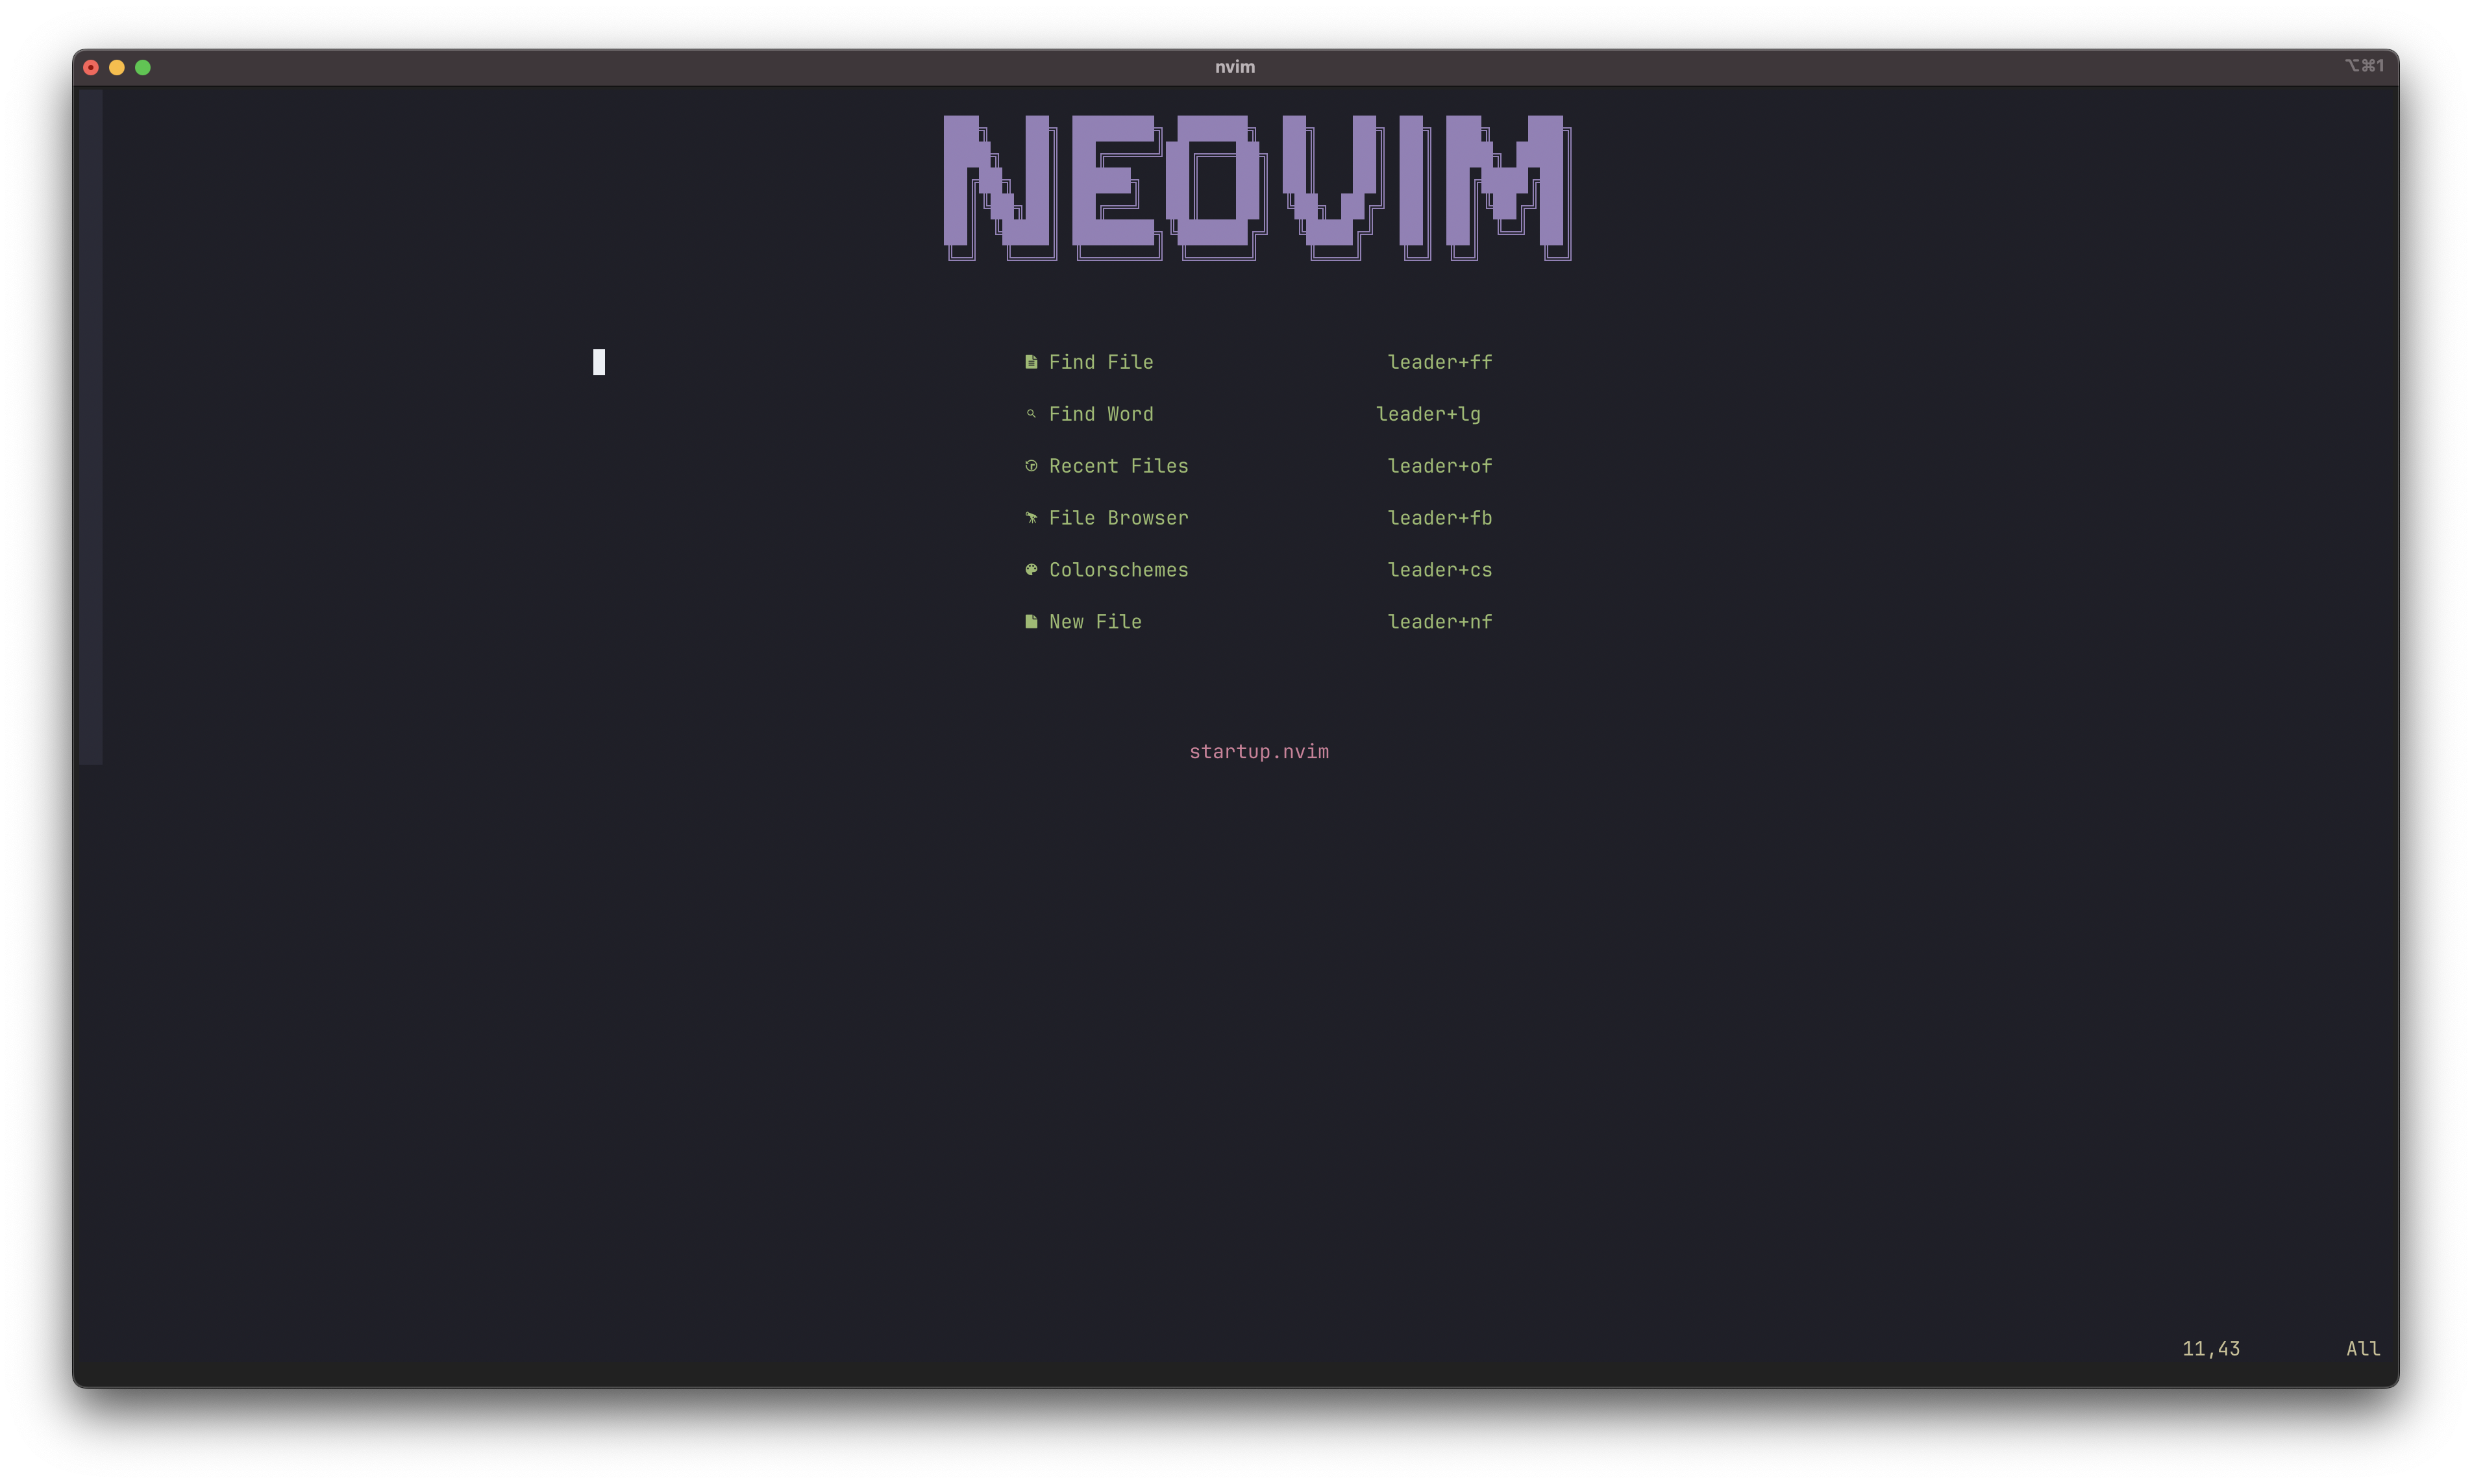 nvim ⌥⌘1
NEOVIM
Find File leader+ff
Find Word leader+lg
Recent Files leader+of
File Browser leader+fb
Colorschemes leader+cs
New File leader+nf
startup.nvim
11,43 All